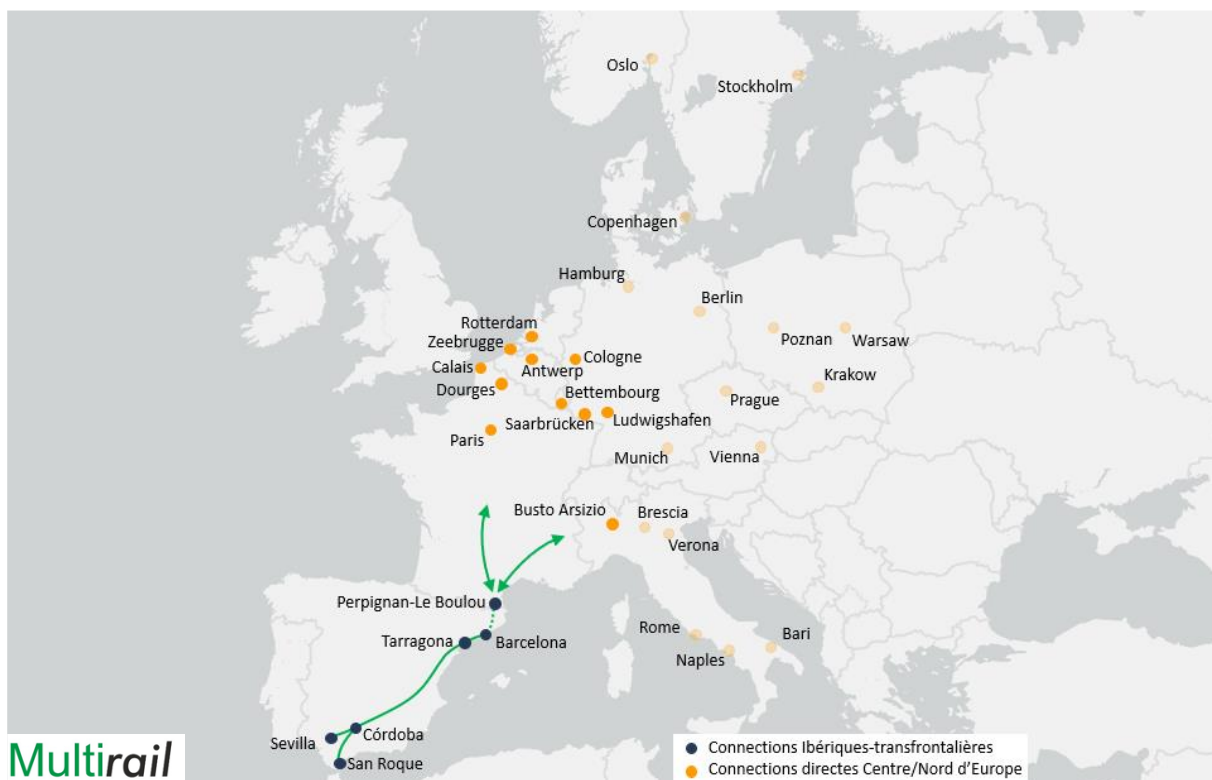 Oslo
Stockholm
Copenhagen
Hamburg
Berlin
Rotterdam
Poznan
Warsaw
Zeebrugge
Cologne
Calais
Antwerp
Krakow
Dourges
Bettembourg
Prague
Saarbrücken
Ludwigshafen
Paris
Munich
Vienna
Busto Arsizio
Brescia
Verona
Perpignan-Le Boulou
Rome
Bari
Tarragona
Barcelona
Naples
Córdoba
Sevilla
San Roque
Multirail
Connections Ibériques-transfrontalières
Connections directes Centre/Nord d'Europe